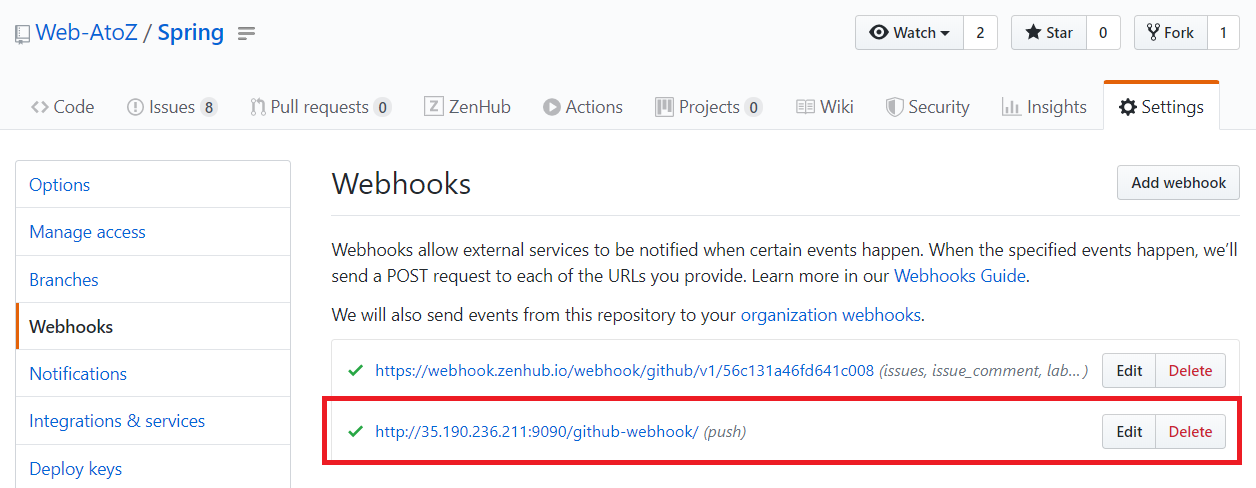 Web-AtoZ / Spring
Watch 2 Star 0 Fork 1
Code Issues 8 Pull requests 0 ZenHub Actions Projects 0 Wiki Security Insights Settings
Options
Manage access
Branches
Webhooks
Notifications
Integrations & services
Deploy keys
Webhooks
Add webhook
Webhooks allow external services to be notified when certain events happen. When the specified events happen, we’ll
send a POST request to each of the URLs you provide. Learn more in our Webhooks Guide.
We will also send events from this repository to your organization webhooks.
https://webhook.zenhub.io/webhook/github/v1/56c131a46fd641c008 (issues, issue_comment, lab... ) Edit Delete
http://35.190.236.211:9090/github-webhook/ (push) Edit Delete